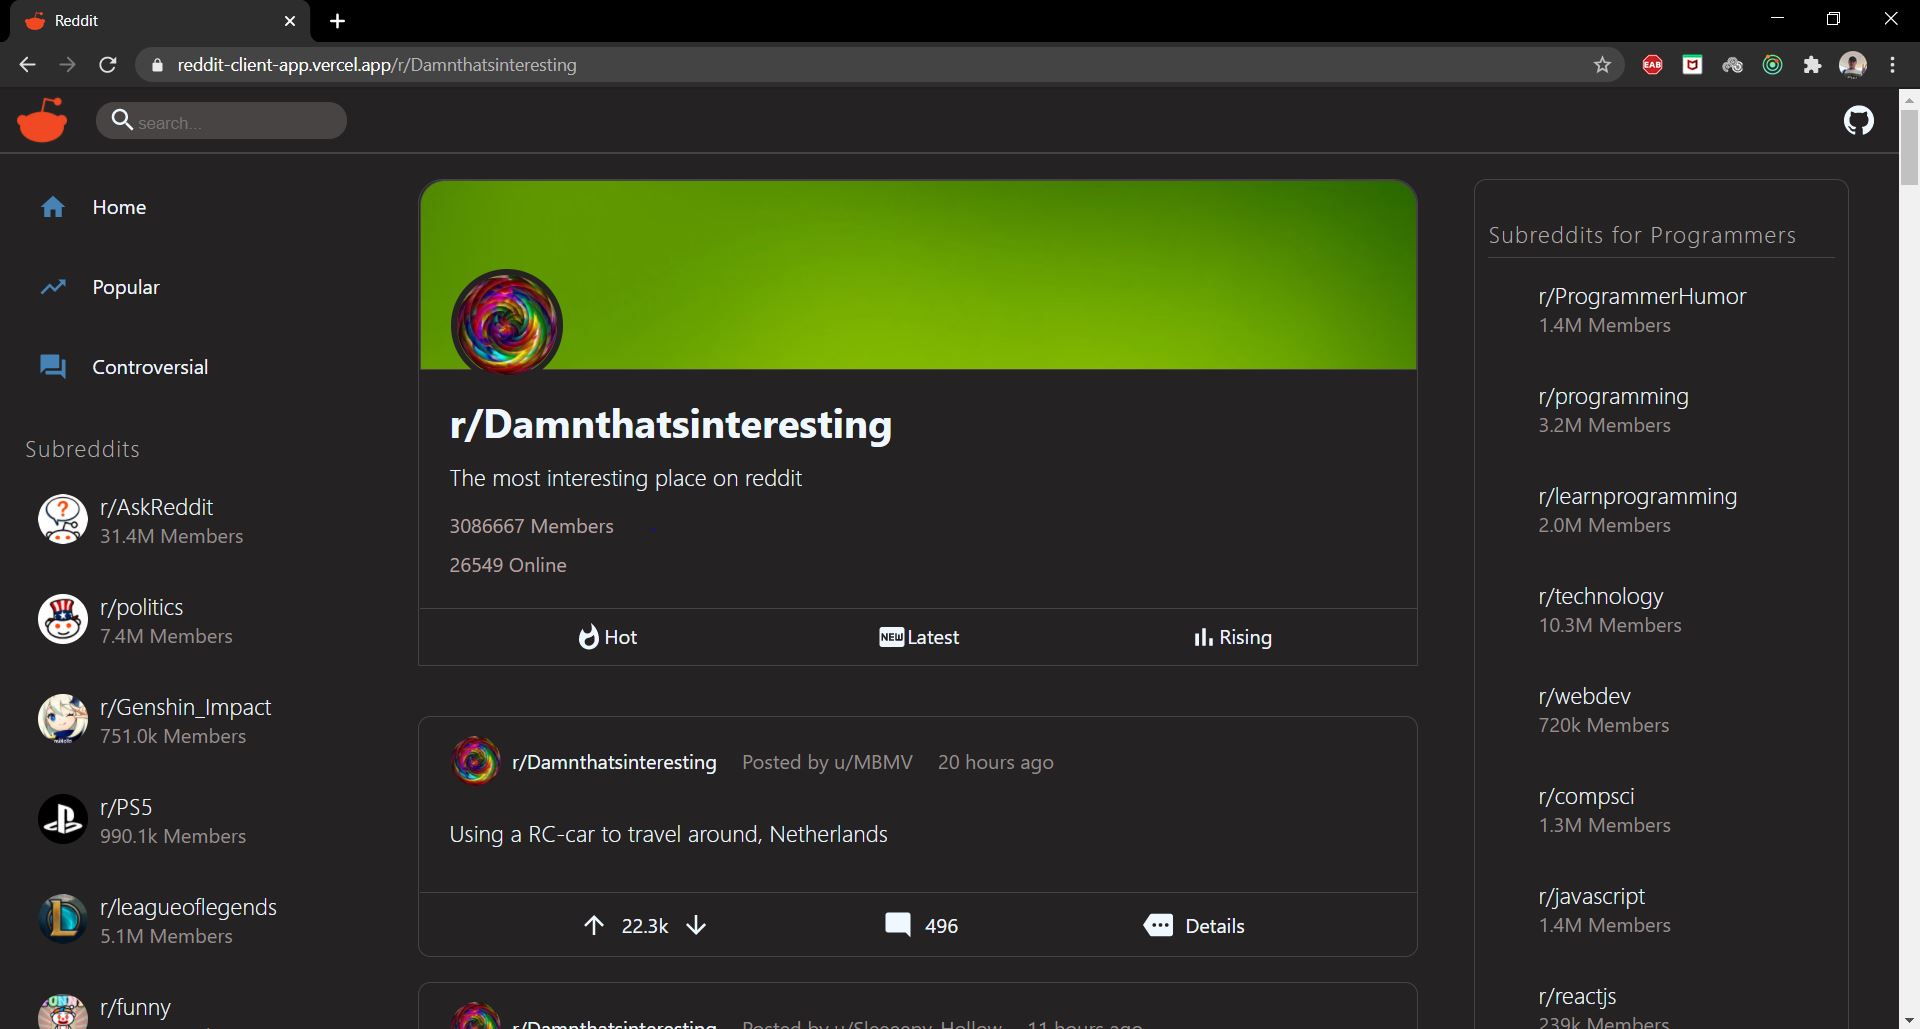 Reddit
reddit-client-app.vercel.app/r/Damnthatsinteresting
EAB
search...
Home
Popular
Controversial
Subreddits
r/AskReddit
31.4M Members
r/politics
7.4M Members
r/Genshin_Impact
751.0k Members
r/PS5
990.1k Members
r/leagueoflegends
5.1M Members
r/funny
r/Damnthatsinteresting
The most interesting place on reddit
3086667 Members
26549 Online
Hot
NEW Latest
Rising
r/Damnthatsinteresting Posted by u/MBMV 20 hours ago
Using a RC-car to travel around, Netherlands
22.3k
496
Details
r/Damnthatsinteresting Posted by u/Sleeeepy_Hollow 11 hours ago
Subreddits for Programmers
r/ProgrammerHumor
1.4M Members
r/programming
3.2M Members
r/learnprogramming
2.0M Members
r/technology
10.3M Members
r/webdev
720k Members
r/compsci
1.3M Members
r/javascript
1.4M Members
r/reactjs
239k Members